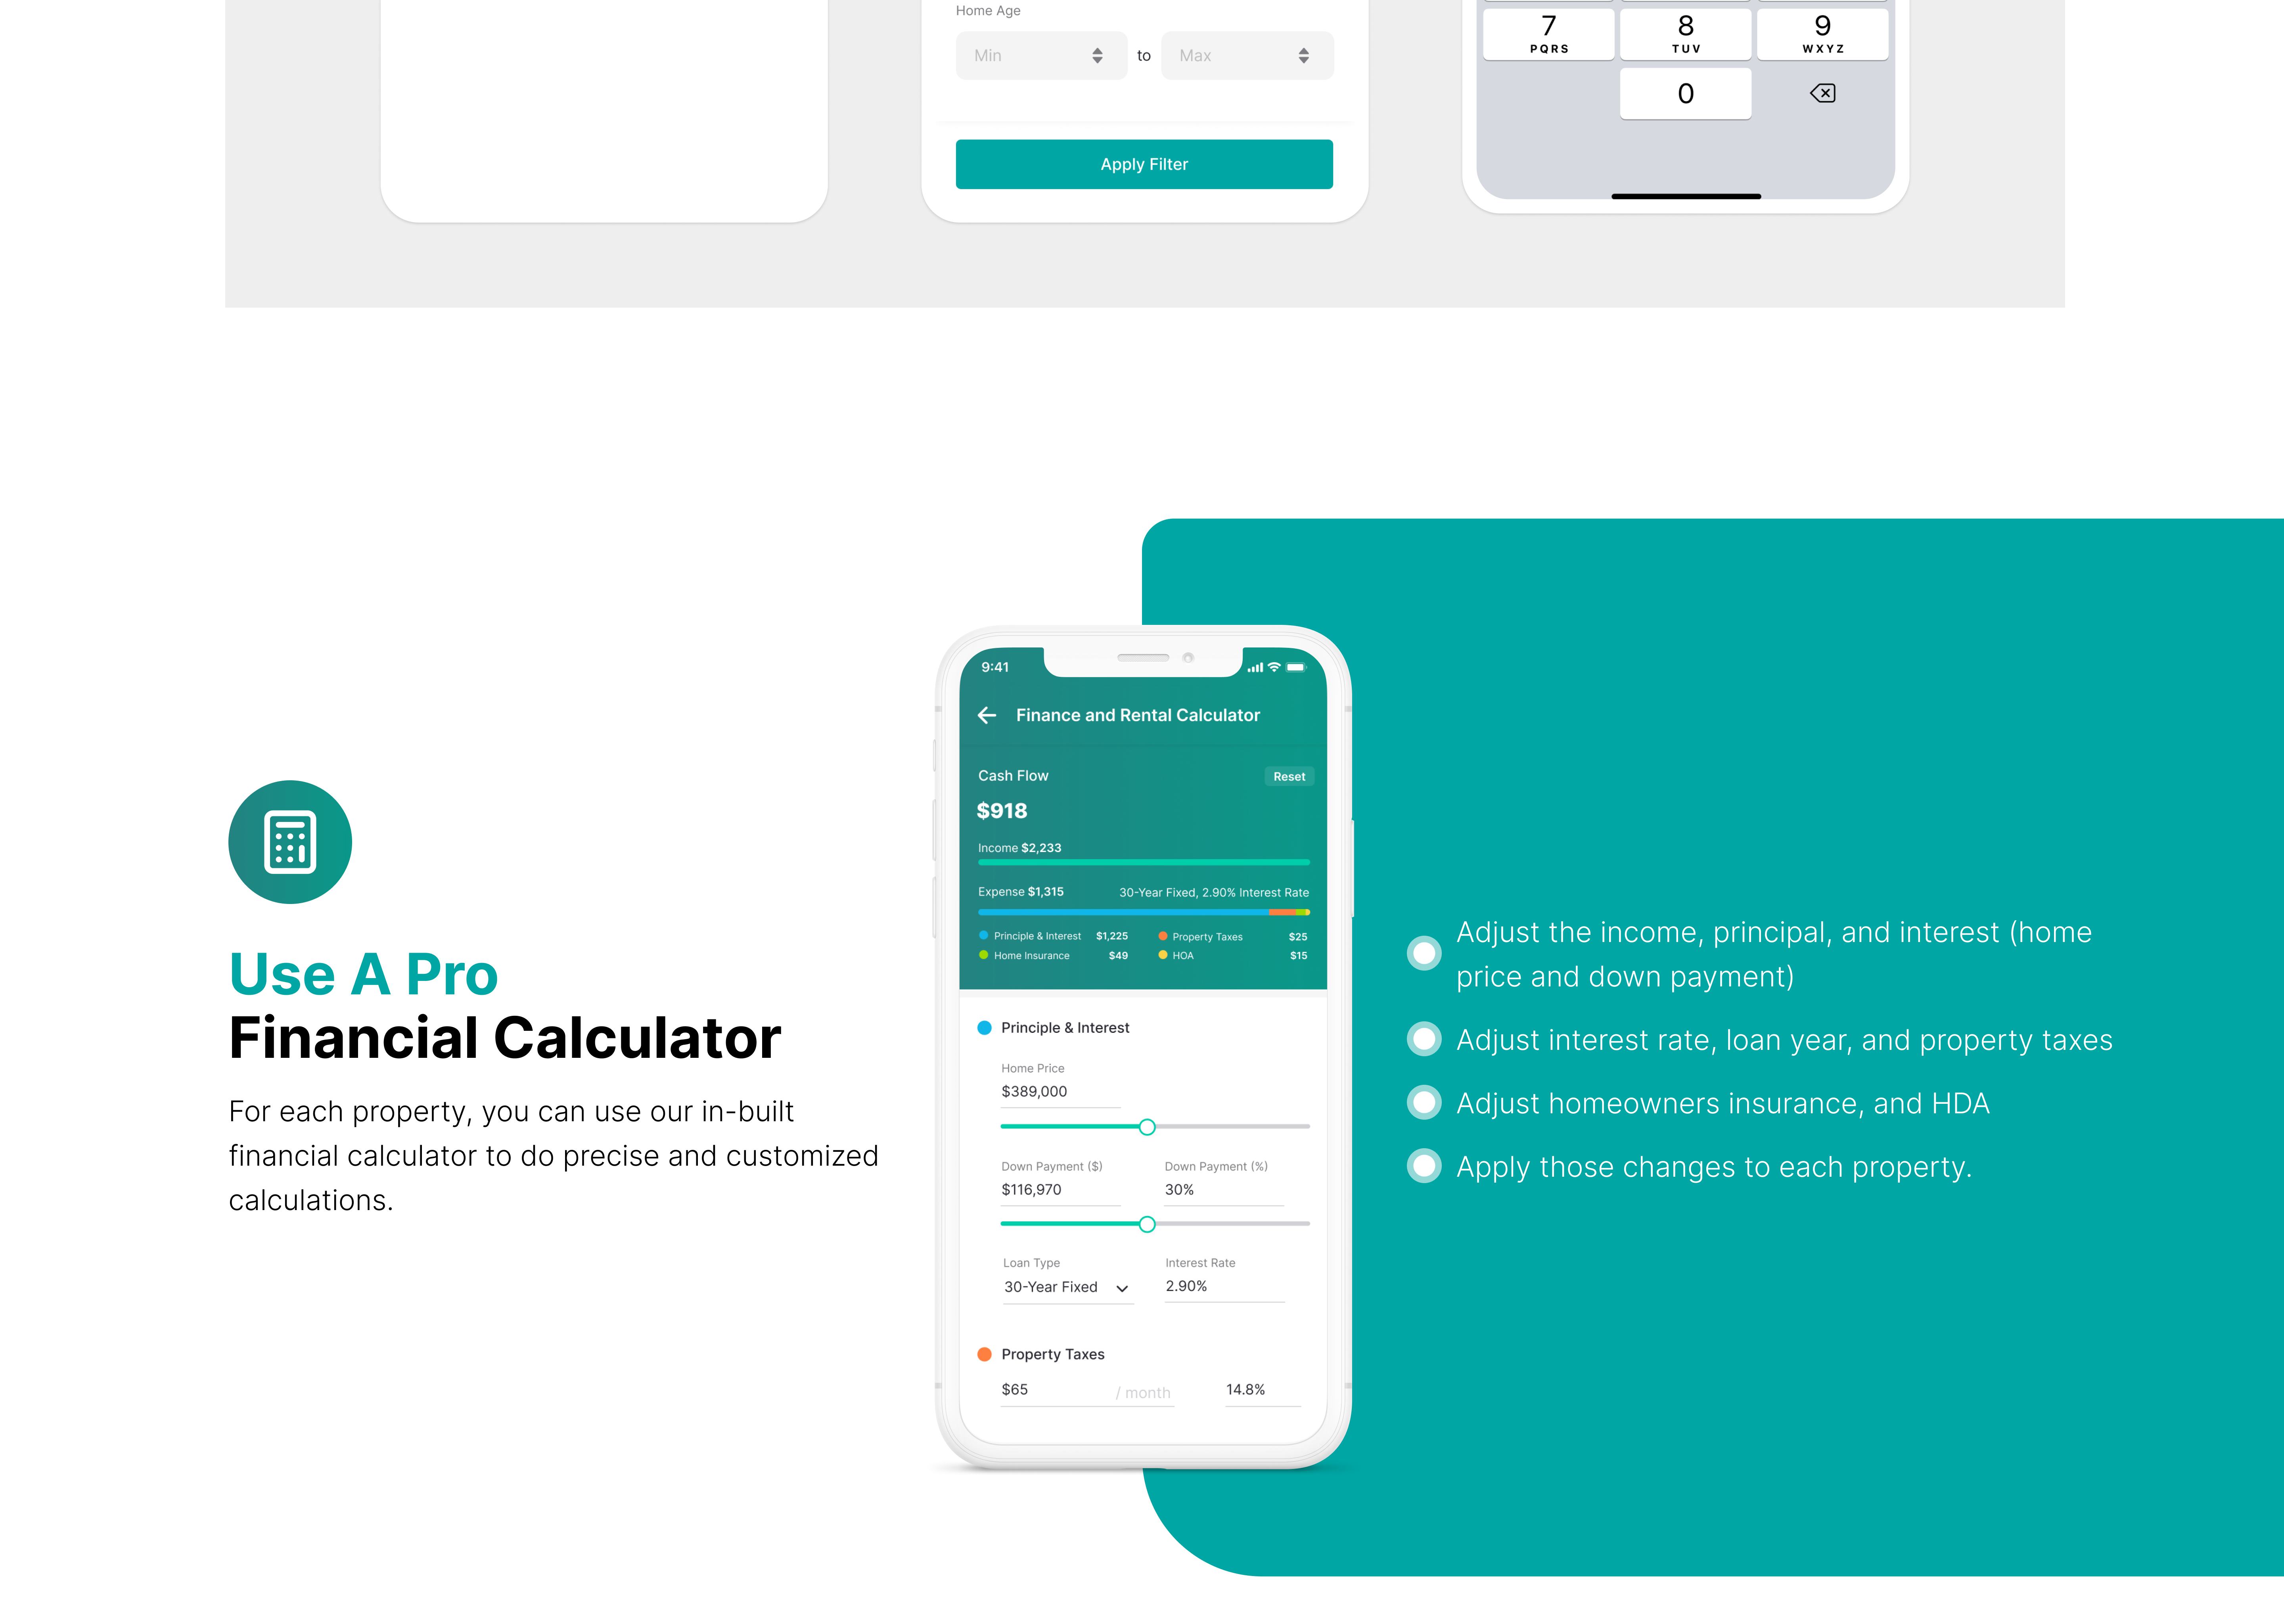 Home Age
Min
to
Max
Apply Filter
7
PQRS
8
TUV
9
WXYZ
0
Use A Pro
Financial Calculator
For each property, you can use our in-built
financial calculator to do precise and customized
calculations.
9:41
Finance and Rental Calculator
Cash Flow
Reset
$918
Income $2,233
Expense $1,315
30-Year Fixed, 2.90% Interest Rate
Principle & Interest $1,225
Property Taxes $25
Home Insurance $49
HOA $15
Principle & Interest
Home Price
$389,000
Down Payment ($)
Down Payment (%)
$116,970
30%
Loan Type
Interest Rate
30-Year Fixed
2.90%
Property Taxes
$65 / month
14.8%
Adjust the income, principal, and interest (home
price and down payment)
Adjust interest rate, loan year, and property taxes
Adjust homeowners insurance, and HDA
Apply those changes to each property.